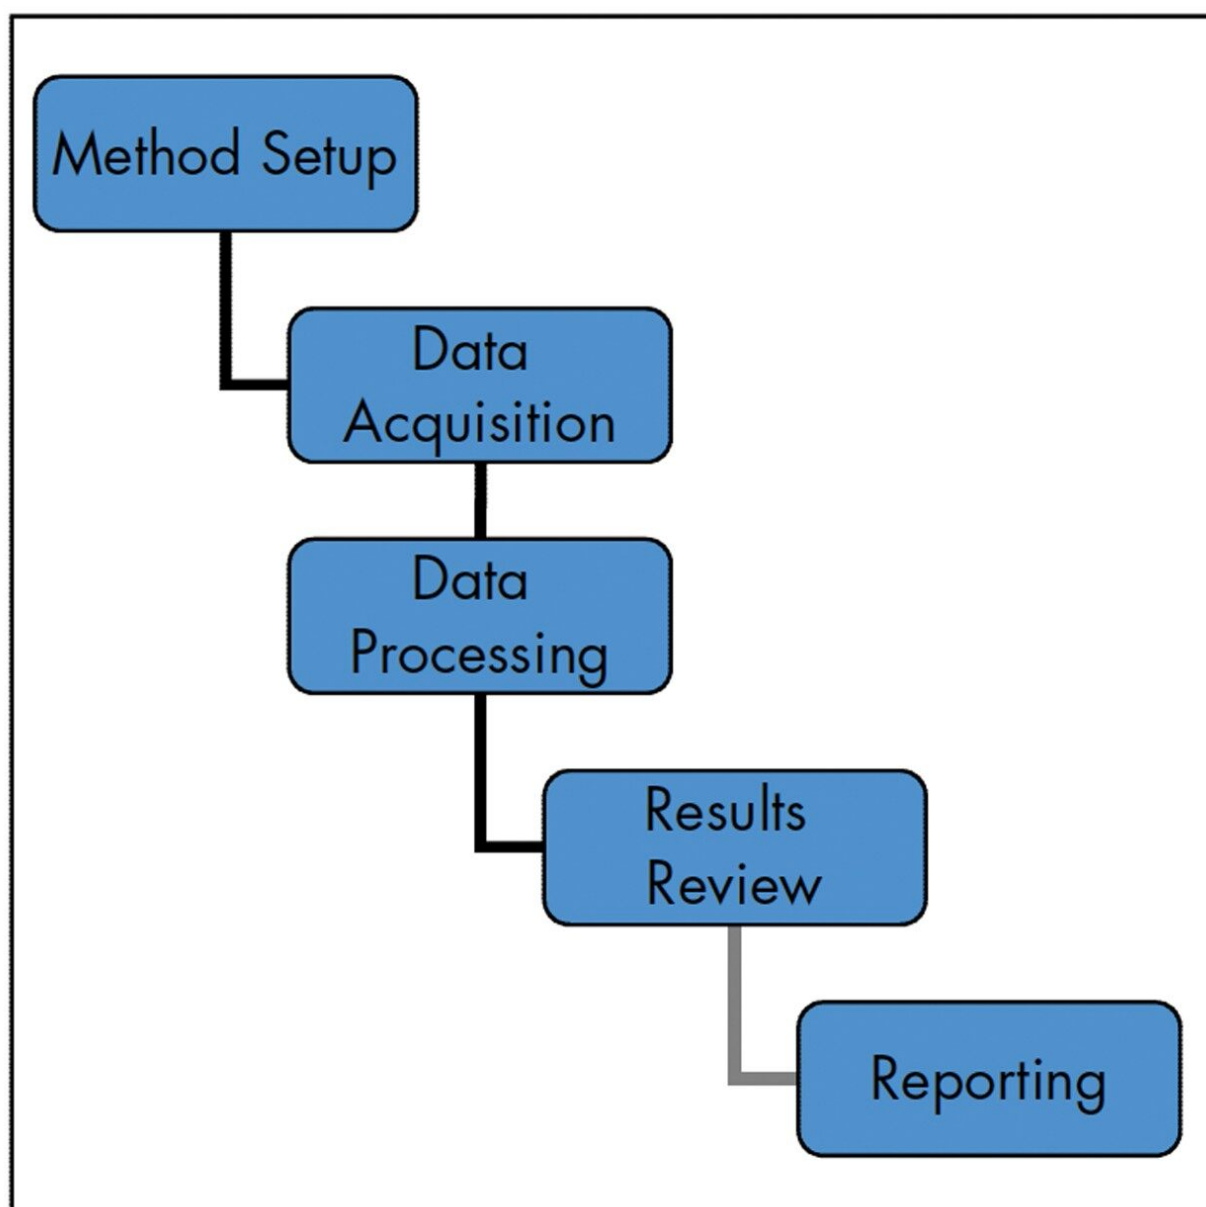 Method Setup
Data
Acquisition
Data
Processing
Results
Review
Reporting